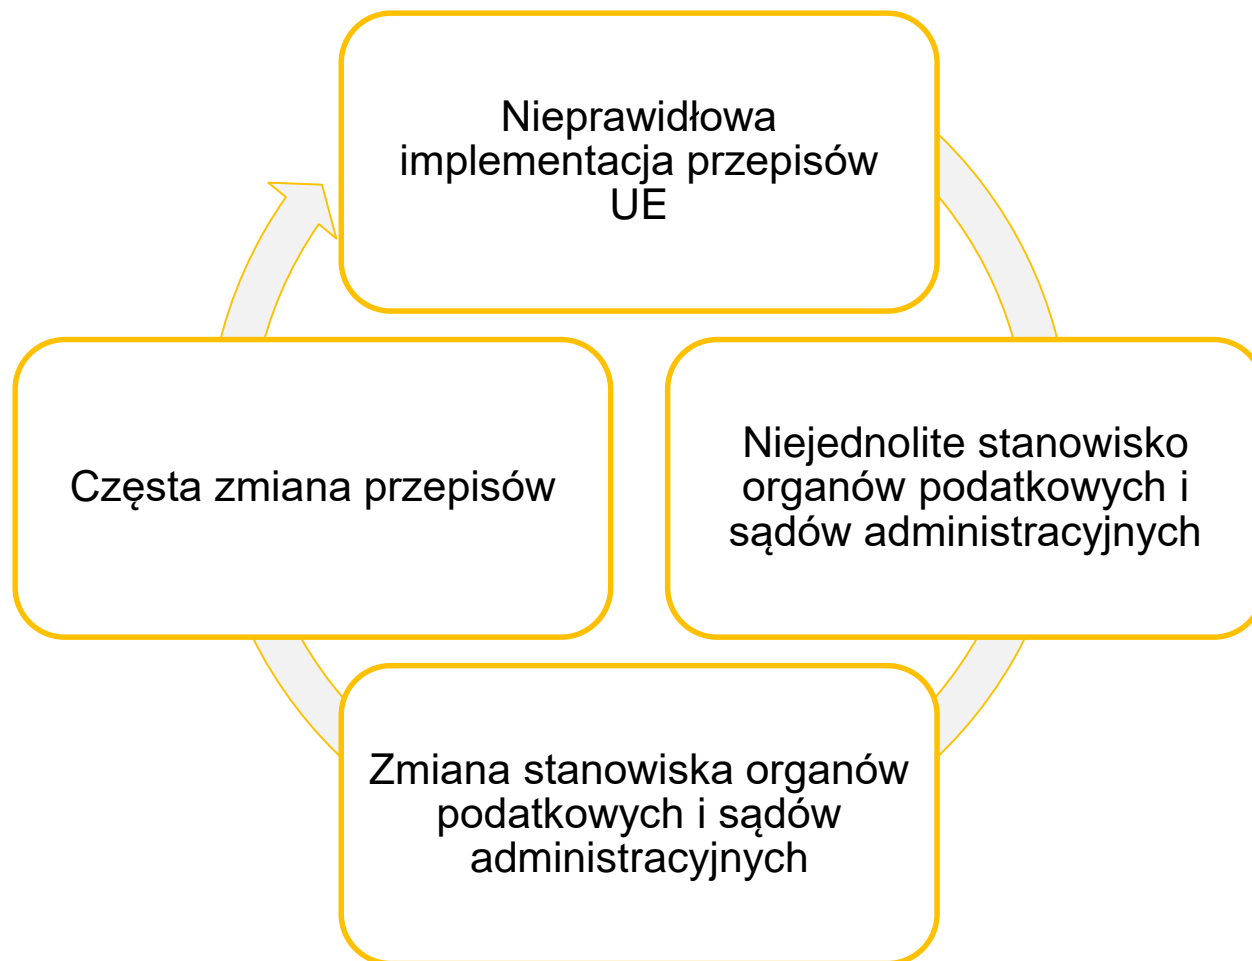 Nieprawidłowa
implementacja przepisów
UE
Niejednolite stanowisko
organów podatkowych i
sądów administracyjnych
Zmiana stanowiska organów
podatkowych i sądów
administracyjnych
Częsta zmiana przepisów